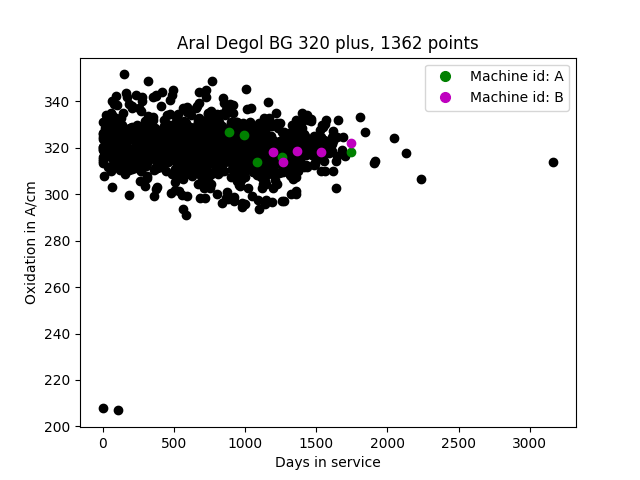 Aral Degol BG 320 plus, 1362 points
Machine id: A
Machine id: B
Oxidation in A/cm
340
320
300
280
260
240
220
200
0 500 1000 1500 2000 2500 3000
Days in service